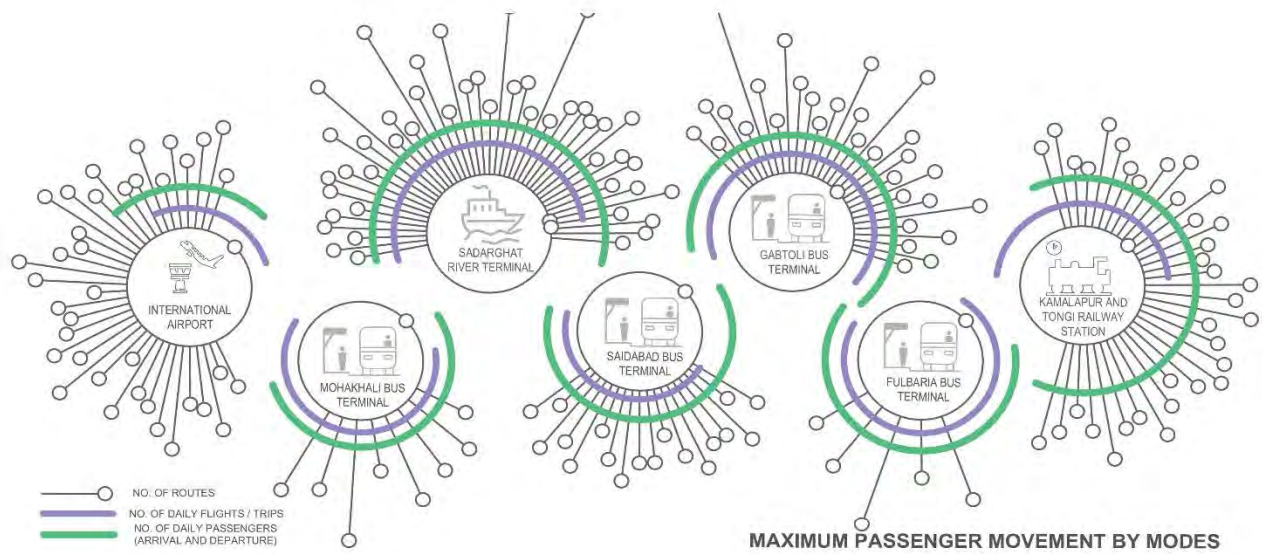 SADARGHAT
RIVER TERMINAL
GABTOLI BUS
TERMINAL
INTERNATIONAL
AIRPORT
KAMALAPUR AND
TONGI RAILWAY
STATION
MOHAKHALI BUS
TERMINAL
SAIDABAD BUS
TERMINAL
FULBARIA BUS
TERMINAL
NO. OF ROUTES
NO. OF DAILY FLIGHTS / TRIPS
NO. OF DAILY PASSENGERS
(ARRIVAL AND DEPARTURE)
MAXIMUM PASSENGER MOVEMENT BY MODES